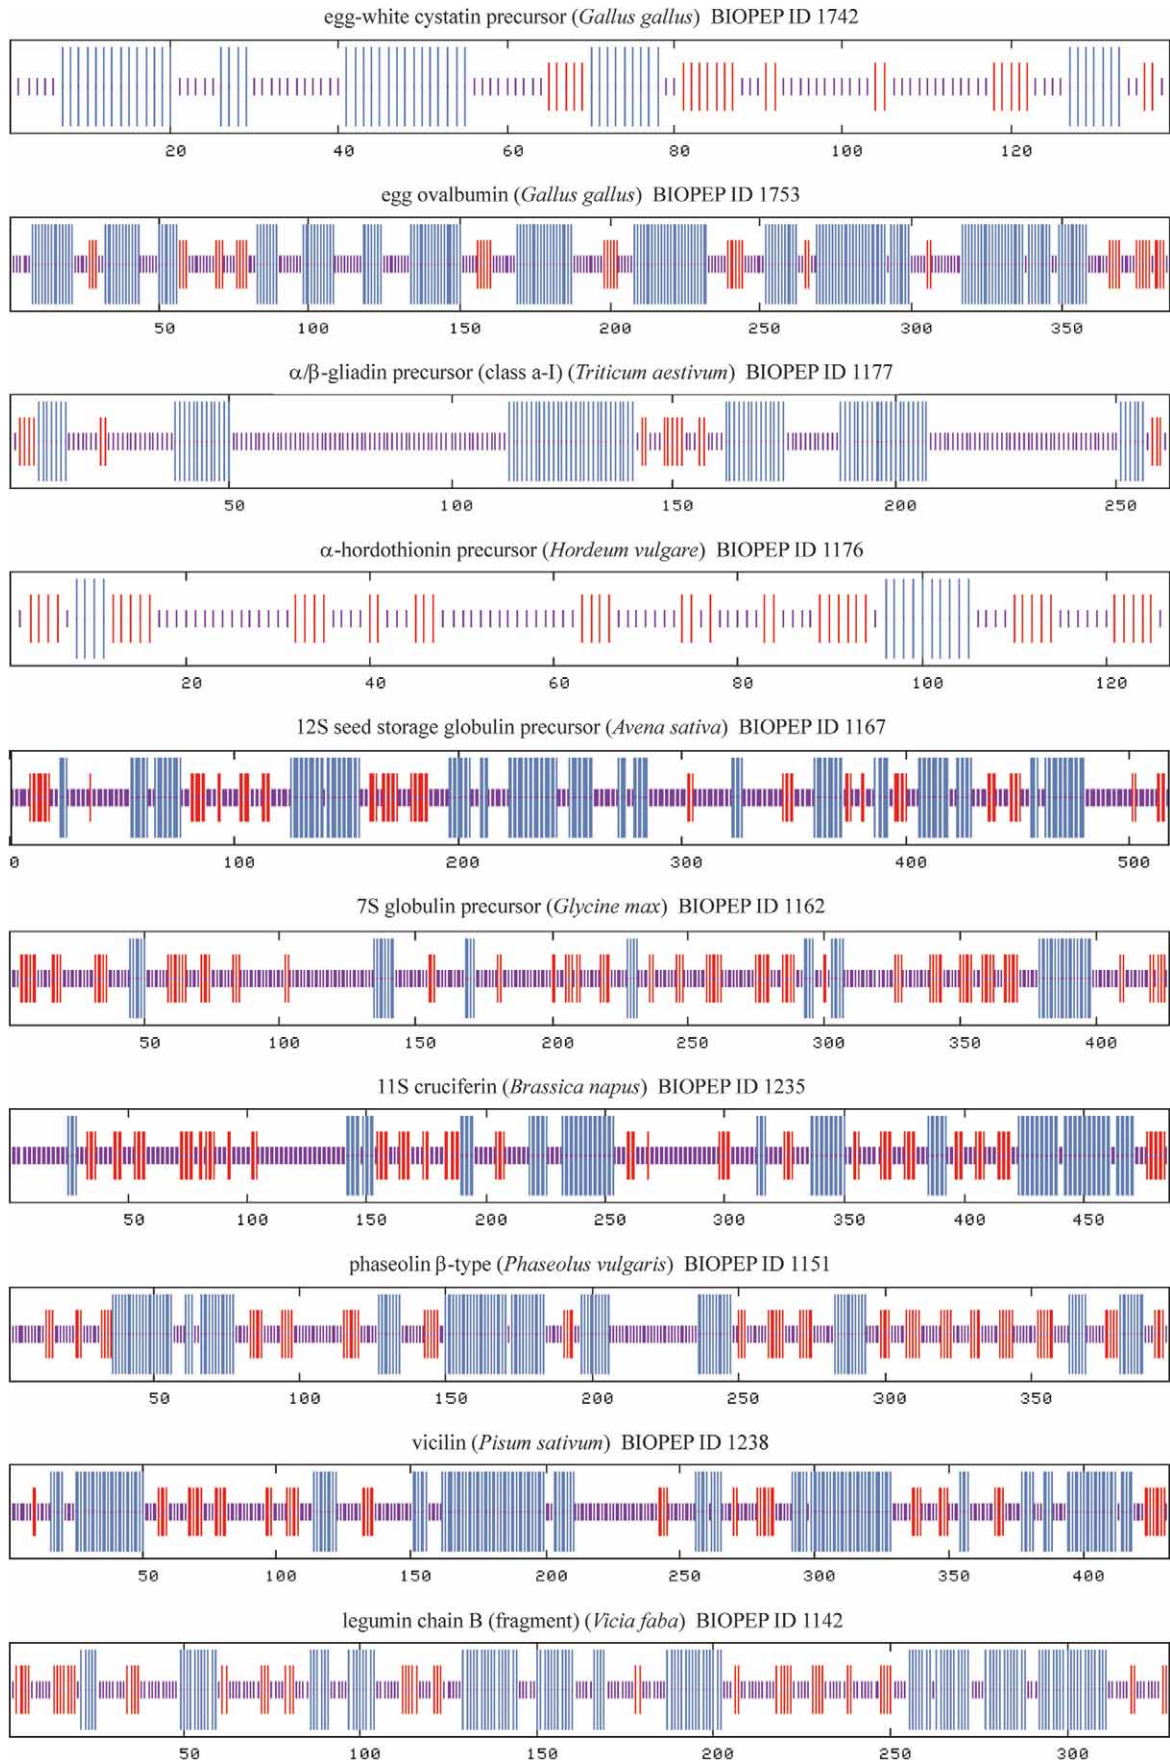 egg-white cystatin precursor (Gallus gallus) BIOPEP ID 1742
20 40 60 80 100 120
egg ovalbumin (Gallus gallus) BIOPEP ID 1753
50 100 150 200 250 300 350
α/β-gliadin precursor (class a-I) (Triticum aestivum) BIOPEP ID 1177
50 100 150 200 250
α-hordothionin precursor (Hordeum vulgare) BIOPEP ID 1176
20 40 60 80 100 120
12S seed storage globulin precursor (Avena sativa) BIOPEP ID 1167
0 100 200 300 400 500
7S globulin precursor (Glycine max) BIOPEP ID 1162
50 100 150 200 250 300 350 400
11S cruciferin (Brassica napus) BIOPEP ID 1235
50 100 150 200 250 300 350 400 450
phaseolin β-type (Phaseolus vulgaris) BIOPEP ID 1151
50 100 150 200 250 300 350
vicilin (Pisum sativum) BIOPEP ID 1238
50 100 150 200 250 300 350 400
legumin chain B (fragment) (Vicia faba) BIOPEP ID 1142
50 100 150 200 250 300